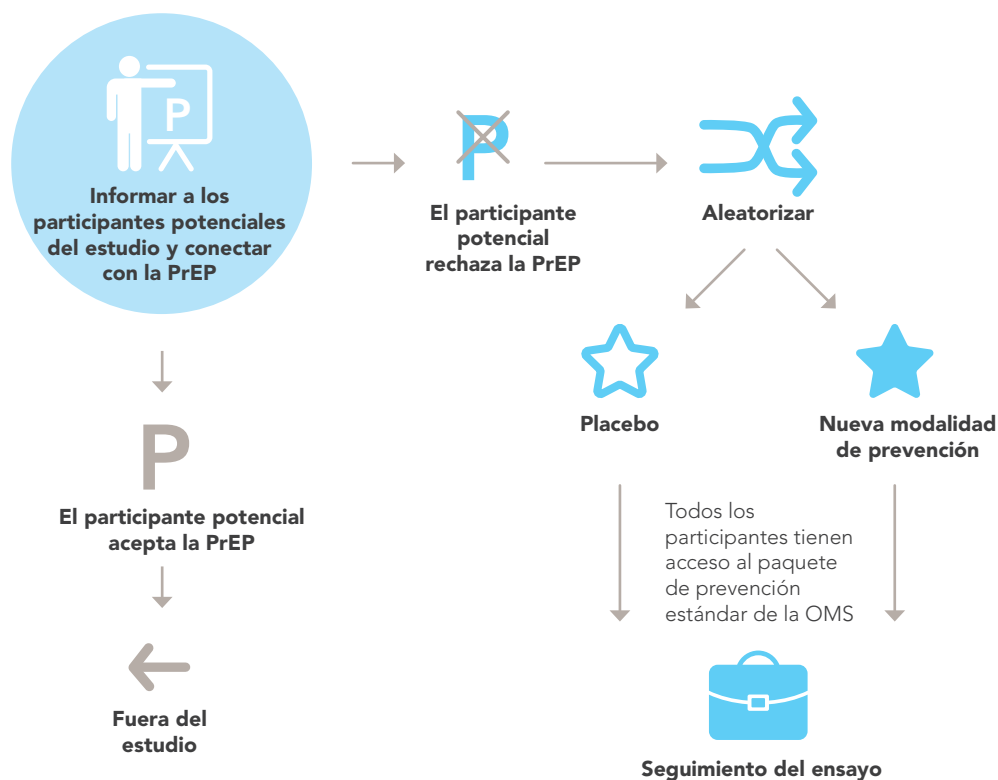 P
Informar a los
participantes potenciales
del estudio y conectar
con la PrEP
P
El participante
potencial
rechaza la PrEP
Aleatorizar
Placebo
Nueva modalidad
de prevención
P
El participante potencial
acepta la PrEP
Todos los
participantes tienen
acceso al paquete
de prevención
estándar de la OMS
Fuera del
estudio
Seguimiento del ensayo